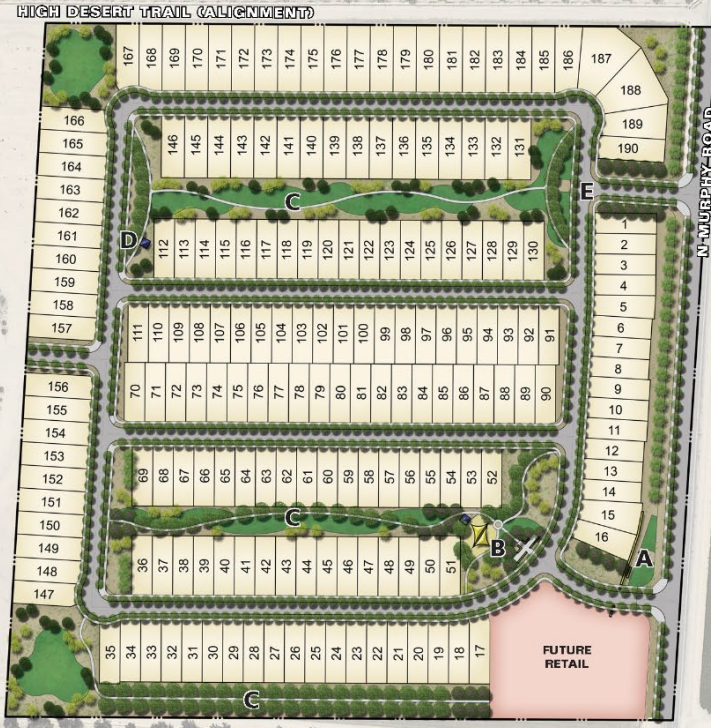 HIGH DESERT TRAIL (ALIGNMENT)
167 168 169 170 171 172 173 174 175 176 177 178 179 180 181 182 183 184 185 186 187
188
189
190
166
165
164
163
162
161
160
159
158
157
146 145 144 143 142 141 140 139 138 137 136 135 134 133 132 131
C
D
E
N MURPHY ROAD
112 113 114 115 116 117 118 119 120 121 122 123 124 125 126 127 128 129 130
1
2
3
4
5
6
7
8
9
10
11
12
13
14
15
16
111 110 109 108 107 106 105 104 103 102 101 100 99 98 97 96 95 94 93 92 91
70 71 72 73 74 75 76 77 78 79 80 81 82 83 84 85 86 87 88 89 90
156
155
154
153
152
151
150
149
148
147
69 68 67 66 65 64 63 62 61 60 59 58 57 56 55 54 53 52
C
B
A
36 37 38 39 40 41 42 43 44 45 46 47 48 49 50 51
35 34 33 32 31 30 29 28 27 26 25 24 23 22 21 20 19 18 17
FUTURE
RETAIL
C